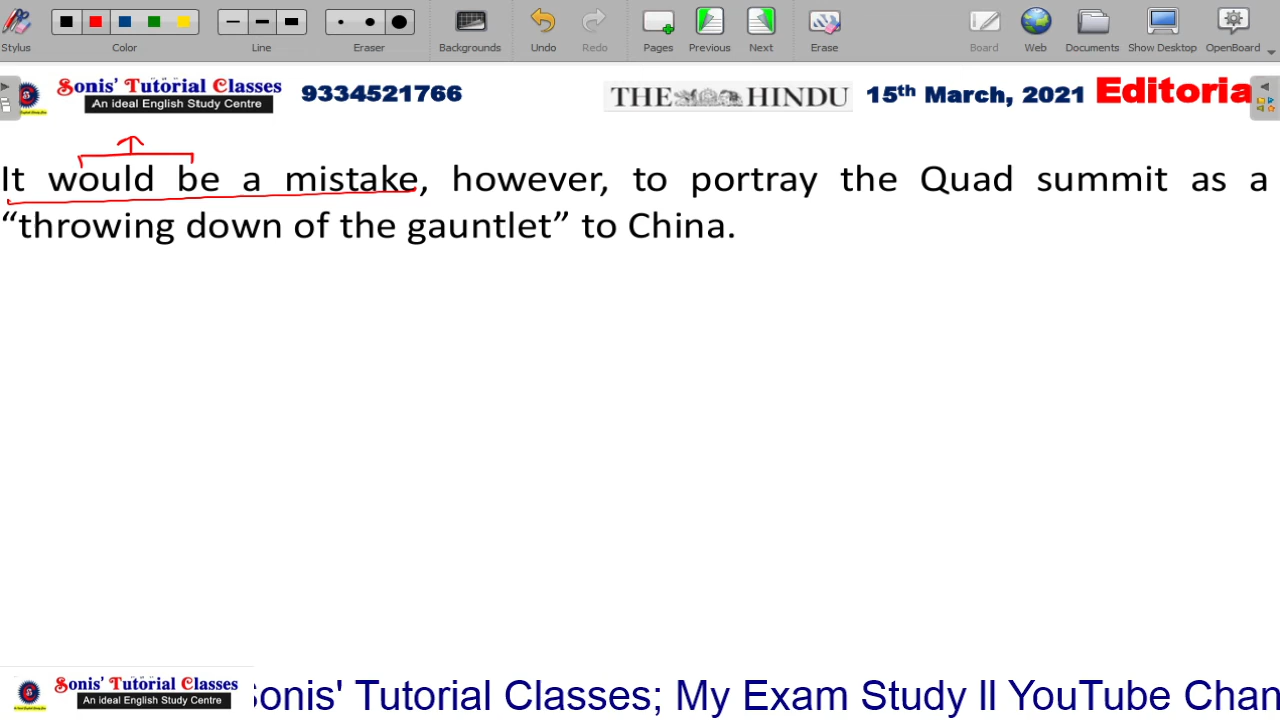 Stylus Color Line Eraser Backgrounds Undo Redo Pages Previous Next Erase Board Web Documents Show Desktop OpenBoard
Sonis' Tutorial Classes
An ideal English Study Centre
9334521766
THE HINDU
15th March, 2021 Editoria
It would be a mistake, however, to portray the Quad summit as a
“throwing down of the gauntlet” to China.
Sonis' Tutorial Classes
An ideal English Study Centre
Sonis' Tutorial Classes; My Exam Study ll YouTube Chan